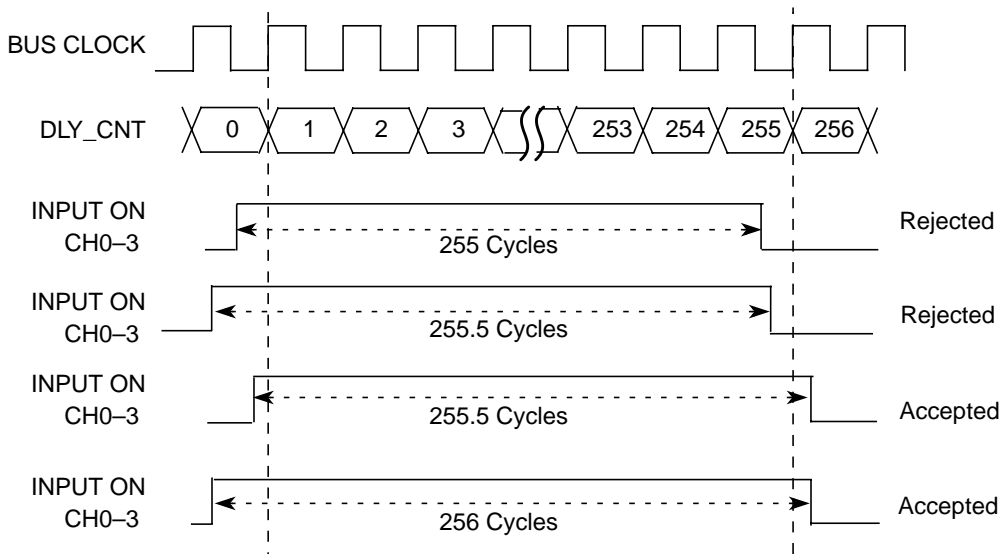 BUS CLOCK
DLY_CNT 0 1 2 3 253 254 255 256
INPUT ON
CH0–3
255 Cycles
Rejected
INPUT ON
CH0–3
255.5 Cycles
Rejected
INPUT ON
CH0–3
255.5 Cycles
Accepted
INPUT ON
CH0–3
256 Cycles
Accepted